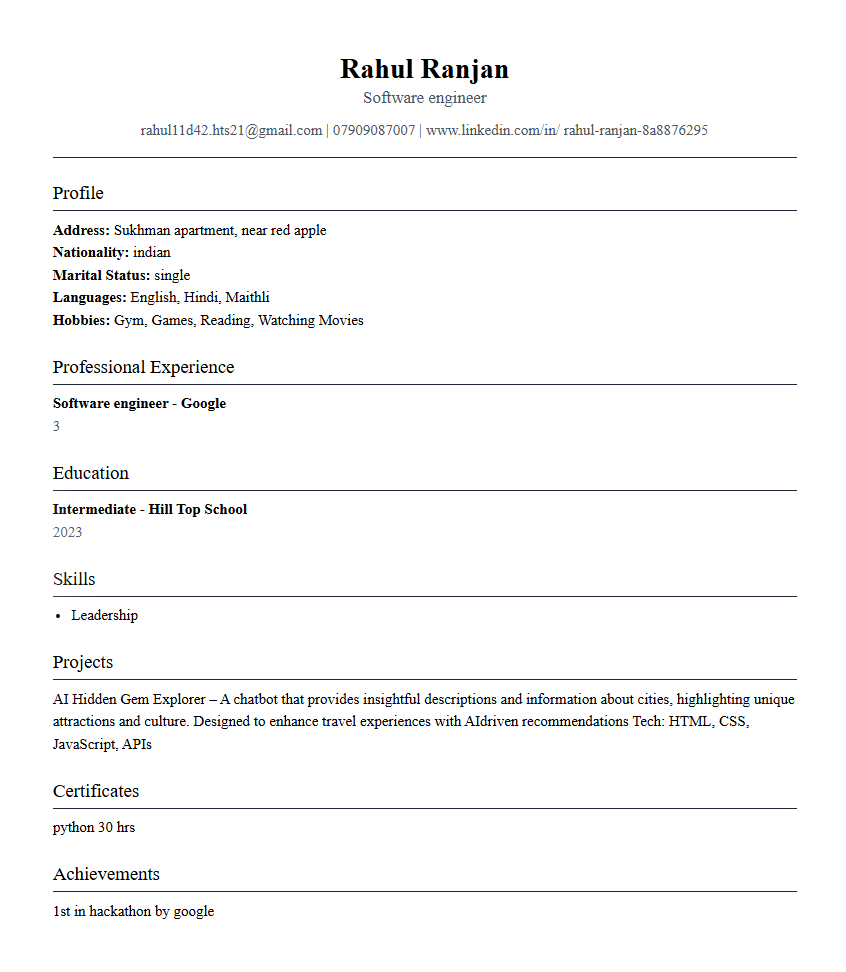 Rahul Ranjan
Software engineer
rahul11d42.hts21@gmail.com | 07909087007 | www.linkedin.com/in/ rahul-ranjan-8a8876295
Profile
Address: Sukhman apartment, near red apple
Nationality: indian
Marital Status: single
Languages: English, Hindi, Maithli
Hobbies: Gym, Games, Reading, Watching Movies
Professional Experience
Software engineer - Google
3
Education
Intermediate - Hill Top School
2023
Skills
• Leadership
Projects
AI Hidden Gem Explorer – A chatbot that provides insightful descriptions and information about cities, highlighting unique
attractions and culture. Designed to enhance travel experiences with AIdriven recommendations Tech: HTML, CSS,
JavaScript, APIs
Certificates
python 30 hrs
Achievements
1st in hackathon by google